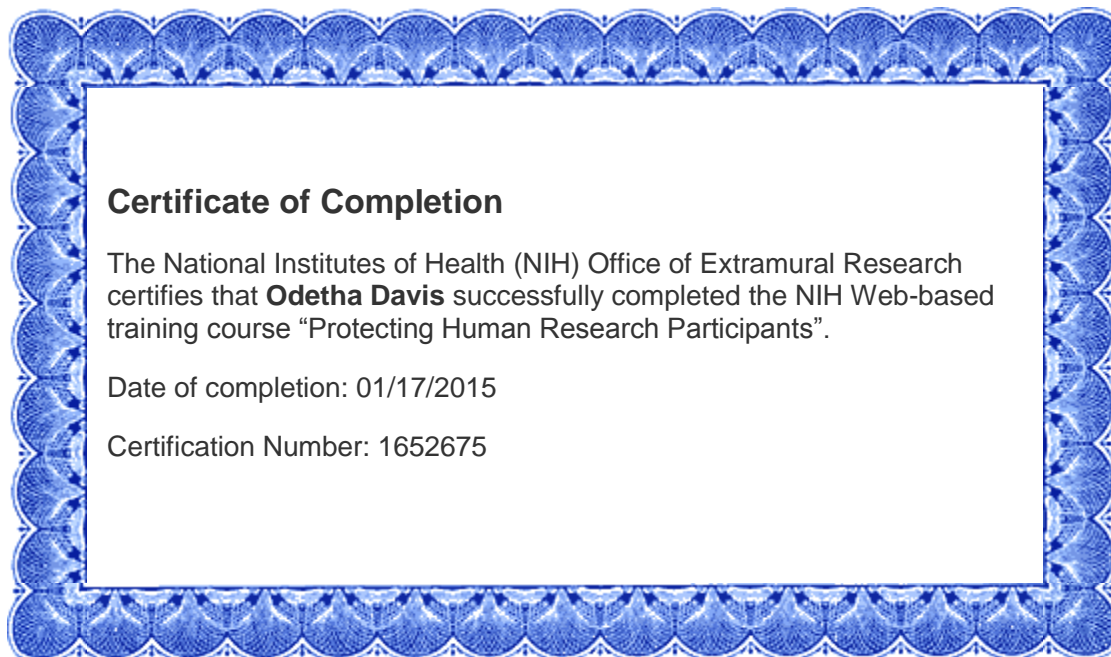 Certificate of Completion
The National Institutes of Health (NIH) Office of Extramural Research
certifies that Odetha Davis successfully completed the NIH Web-based
training course “Protecting Human Research Participants”.
Date of completion: 01/17/2015
Certification Number: 1652675